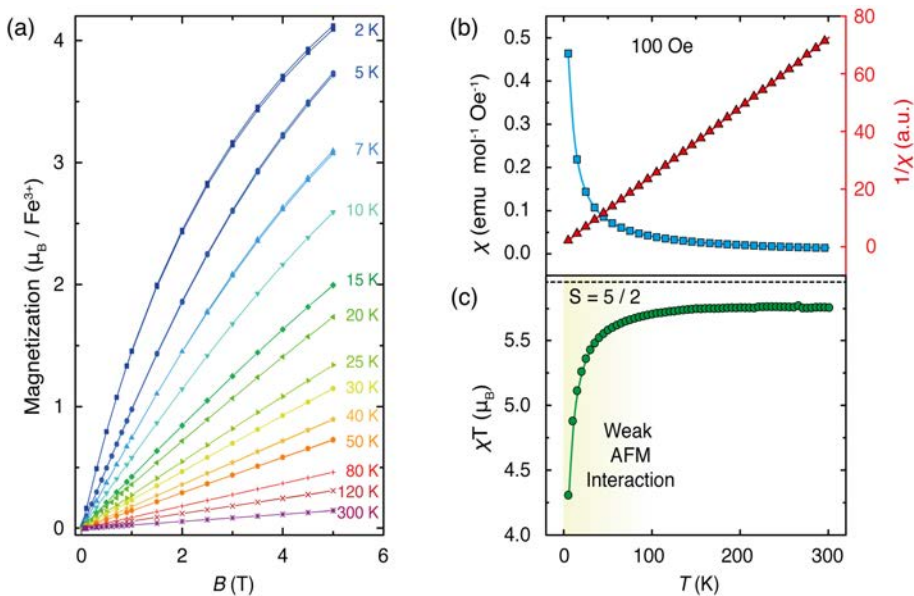 (a)
Magnetization (μB / Fe³⁺)
4
3
2
1
0
2 K
5 K
7 K
10 K
15 K
20 K
25 K
30 K
40 K
50 K
80 K
120 K
300 K
0 2 4 6
B (T)
(b)
100 Oe
χ (emu mol⁻¹ Oe⁻¹)
0.5
0.4
0.3
0.2
0.1
0.0
1/χ (a.u.)
80
60
40
20
0
(c)
S = 5 / 2
χT (μB)
5.5
5.0
4.5
4.0
Weak
AFM
Interaction
0 100 200 300
T (K)